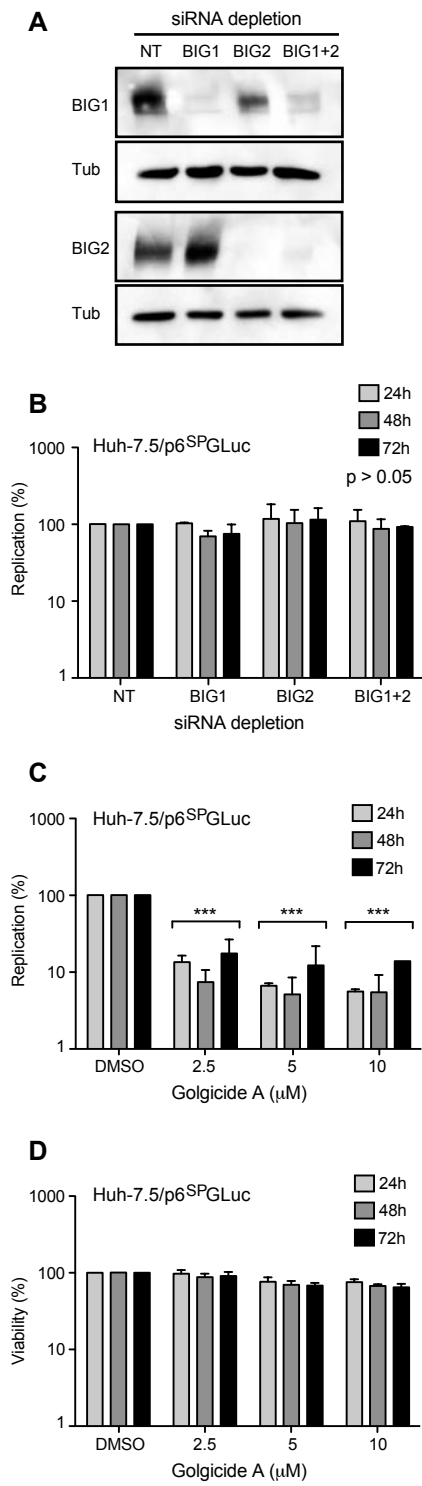 A
siRNA depletion
NT BIG1 BIG2 BIG1+2
BIG1
Tub
BIG2
Tub
B
Huh-7.5/p6SPGLuc
24h
48h
72h
p > 0.05
Replication (%)
1000
100
10
1
NT BIG1 BIG2 BIG1+2
siRNA depletion
C
Huh-7.5/p6SPGLuc
24h
48h
72h
Replication (%)
1000
100
10
1
*** *** ***
DMSO 2.5 5 10
Golgicide A (μM)
D
Huh-7.5/p6SPGLuc
24h
48h
72h
Viability (%)
1000
100
10
1
DMSO 2.5 5 10
Golgicide A (μM)